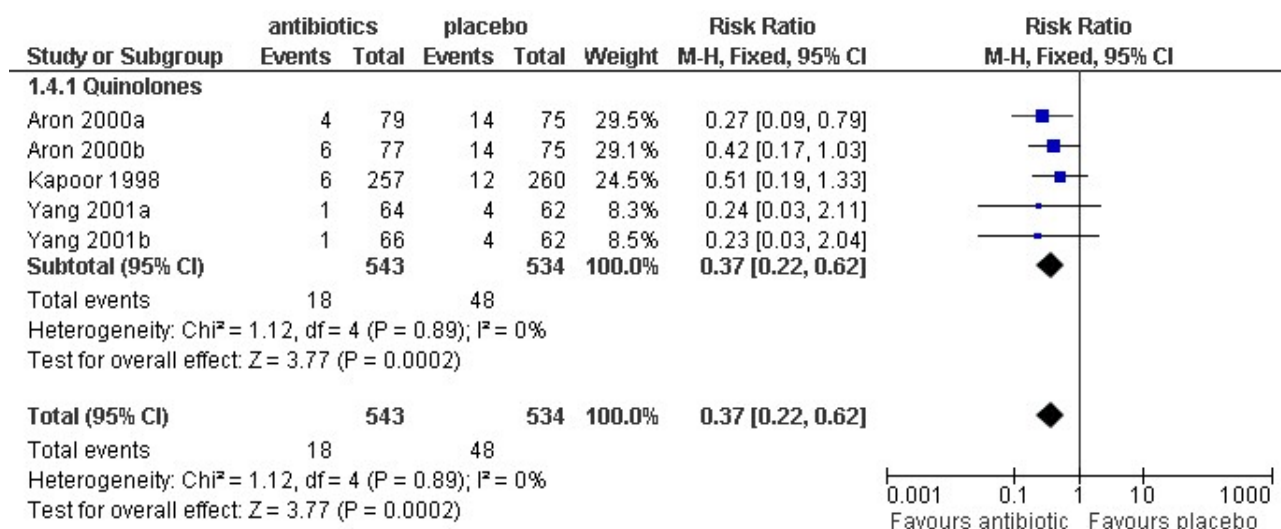 antibiotics placebo Risk Ratio Risk Ratio
Study or Subgroup Events Total Events Total Weight M-H, Fixed, 95% CI M-H, Fixed, 95% CI
1.4.1 Quinolones
Aron 2000a 4 79 14 75 29.5% 0.27 [0.09, 0.79]
Aron 2000b 6 77 14 75 29.1% 0.42 [0.17, 1.03]
Kapoor 1998 6 257 12 260 24.5% 0.51 [0.19, 1.33]
Yang 2001a 1 64 4 62 8.3% 0.24 [0.03, 2.11]
Yang 2001b 1 66 4 62 8.5% 0.23 [0.03, 2.04]
Subtotal (95% CI) 543 534 100.0% 0.37 [0.22, 0.62]
Total events 18 48
Heterogeneity: Chi² = 1.12, df = 4 (P = 0.89); I² = 0%
Test for overall effect: Z = 3.77 (P = 0.0002)
Total (95% CI) 543 534 100.0% 0.37 [0.22, 0.62]
Total events 18 48
Heterogeneity: Chi² = 1.12, df = 4 (P = 0.89); I² = 0%
Test for overall effect: Z = 3.77 (P = 0.0002)
0.001 0.1 1 10 1000
Favours antibiotic Favours placebo